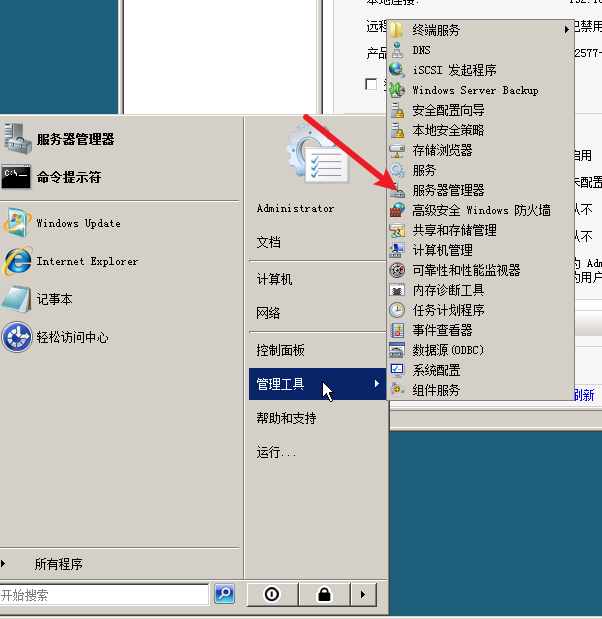 服务器管理器
命令提示符
Windows Update
Internet Explorer
记事本
轻松访问中心
所有程序
开始搜索
Administrator
文档
计算机
网络
控制面板
管理工具
帮助和支持
运行...
终端服务
DNS
iSCSI 发起程序
Windows Server Backup
安全配置向导
本地安全策略
存储浏览器
服务
服务器管理器
高级安全 Windows 防火墙
共享和存储管理
计算机管理
可靠性和性能监视器
内存诊断工具
任务计划程序
事件查看器
数据源(ODBC)
系统配置
组件服务
远程
产品
已禁用
2577-
启用
未配置
从不
从不
为 Adm
的用户
刷新